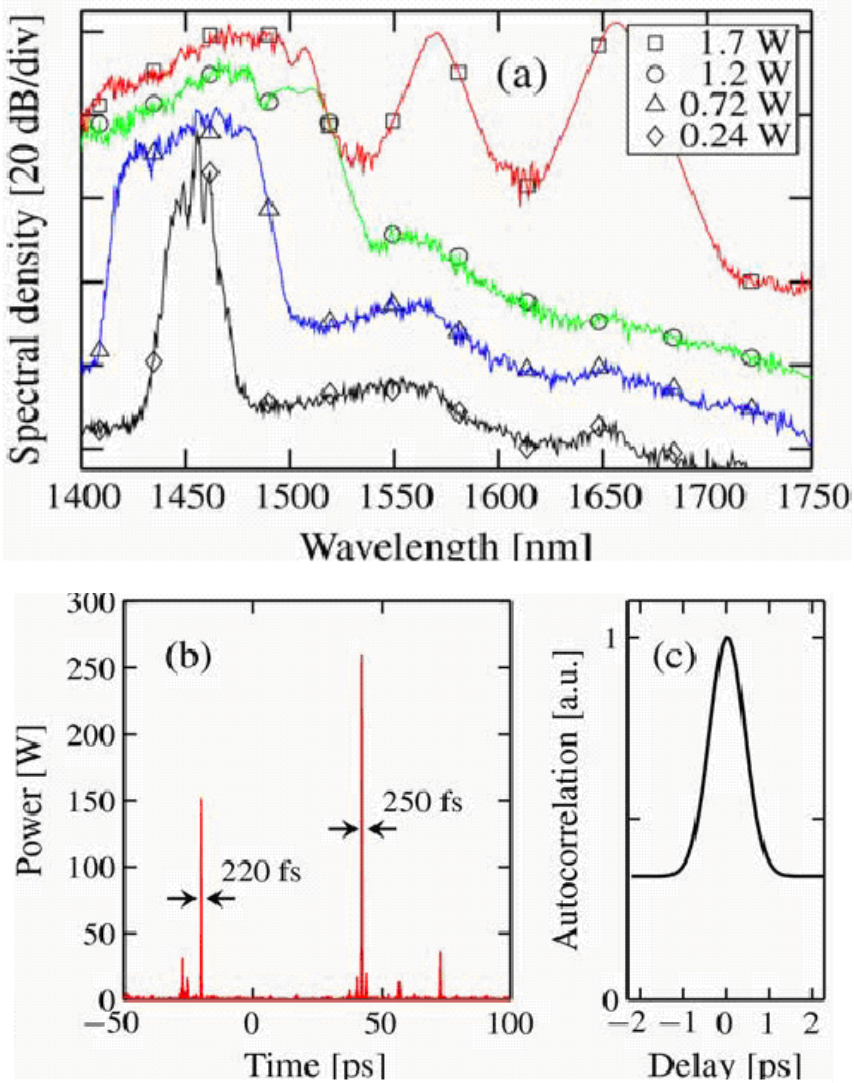 Spectral density [20 dB/div]
(a)
1.7 W
1.2 W
0.72 W
0.24 W
1400 1450 1490 1550 1600 1650 1700 1750
Wavelength [nm]
Power [W]
300
250
200
150
100
50
0
(b)
250 fs
220 fs
−50 0 50 100
Time [ps]
Autocorrelation [a.u.]
1
0
(c)
−2 −1 0 1 2
Delay [ps]